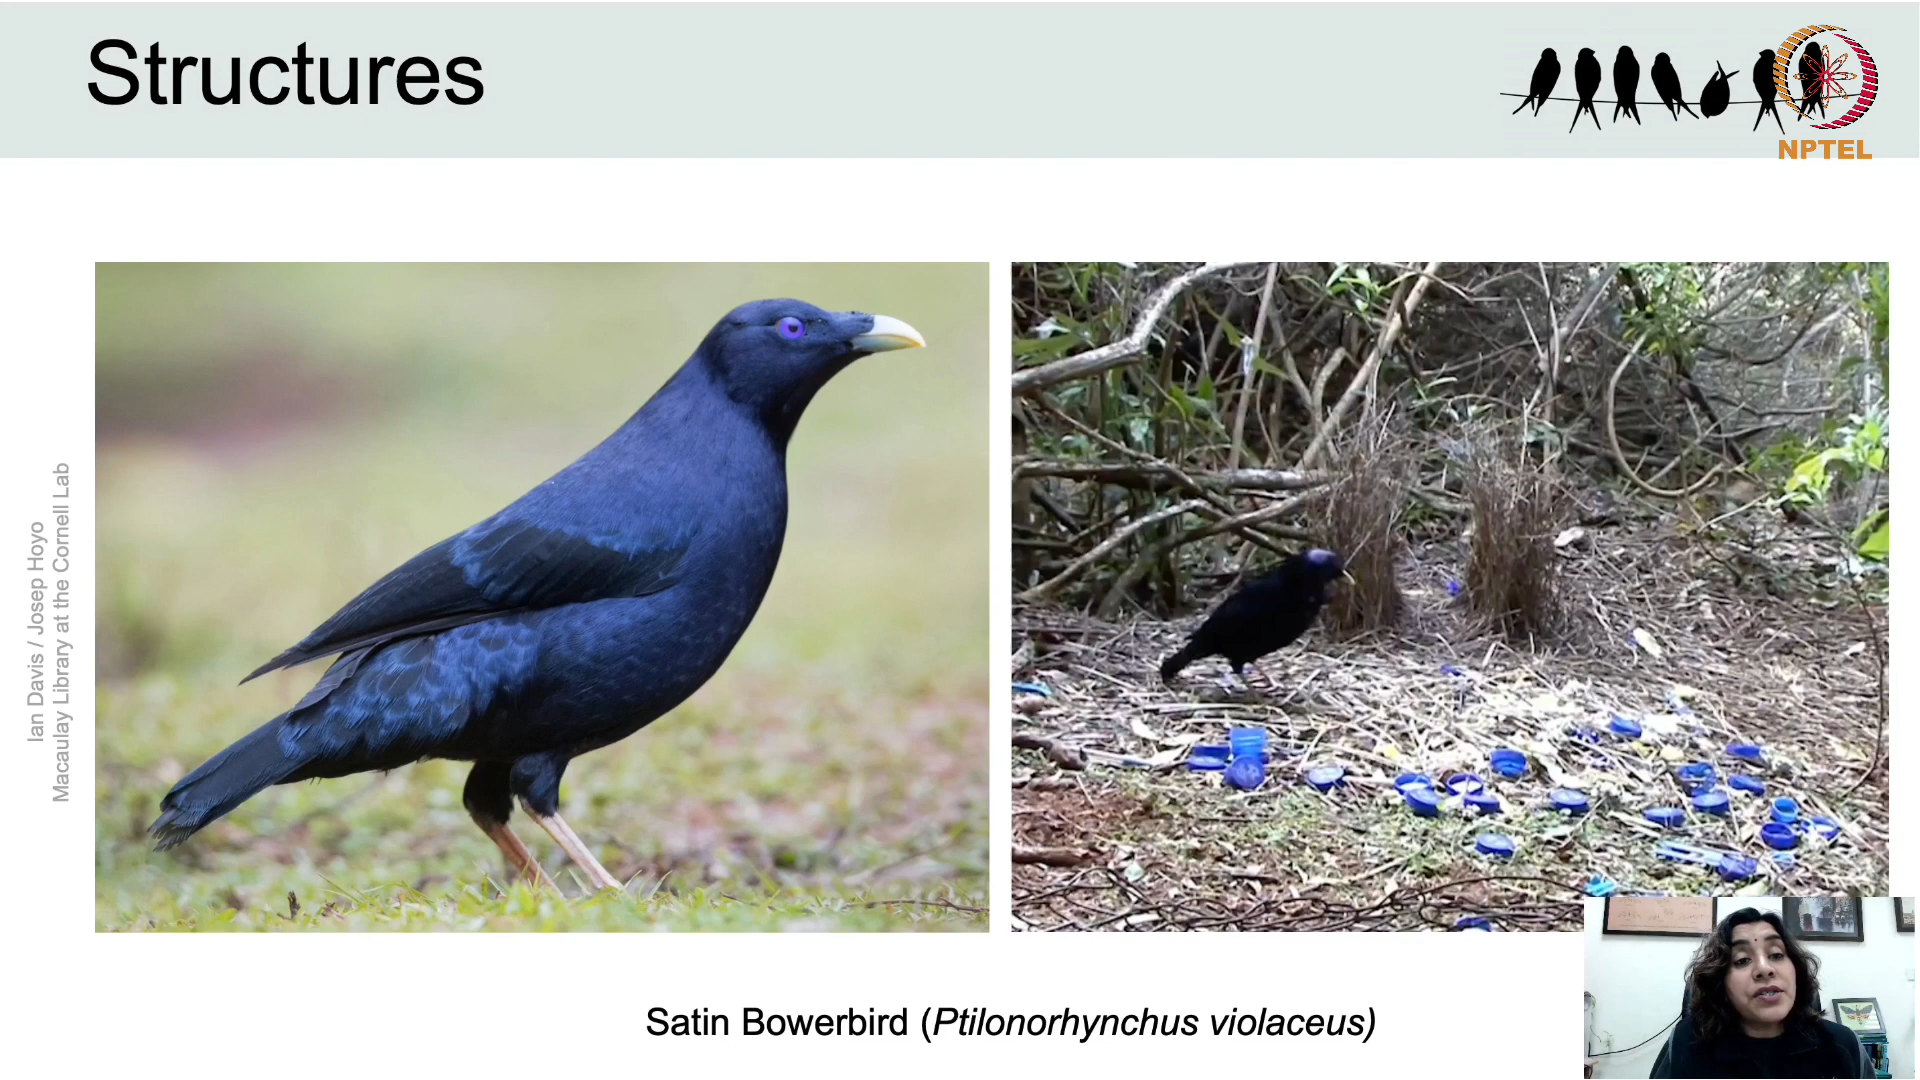 Structures
NPTEL
Ian Davis / Josep Hoyo
Macaulay Library at the Cornell Lab
Satin Bowerbird (Ptilonorhynchus violaceus)